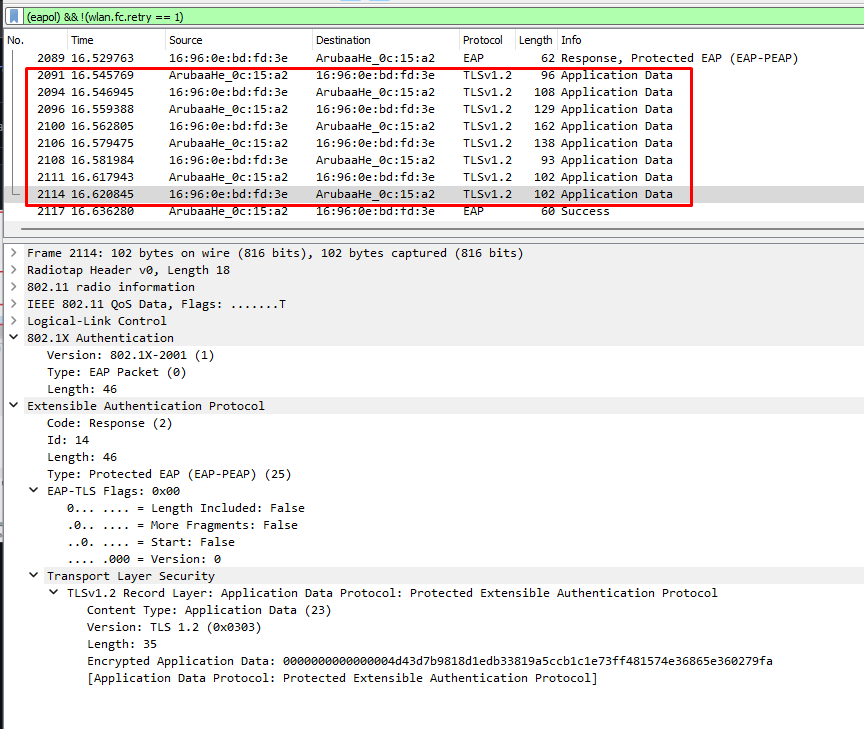 (eapol) && !(wlan.fc.retry == 1)
No. Time Source Destination Protocol Length Info
2089 16.529763 16:96:0e:bd:fd:3e ArubaaHe_0c:15:a2 EAP 62 Response, Protected EAP (EAP-PEAP)
2091 16.545769 ArubaaHe_0c:15:a2 16:96:0e:bd:fd:3e TLSv1.2 96 Application Data
2094 16.546945 16:96:0e:bd:fd:3e ArubaaHe_0c:15:a2 TLSv1.2 108 Application Data
2096 16.559388 ArubaaHe_0c:15:a2 16:96:0e:bd:fd:3e TLSv1.2 129 Application Data
2100 16.562805 16:96:0e:bd:fd:3e ArubaaHe_0c:15:a2 TLSv1.2 162 Application Data
2106 16.579475 ArubaaHe_0c:15:a2 16:96:0e:bd:fd:3e TLSv1.2 138 Application Data
2108 16.581984 16:96:0e:bd:fd:3e ArubaaHe_0c:15:a2 TLSv1.2 93 Application Data
2111 16.617943 ArubaaHe_0c:15:a2 16:96:0e:bd:fd:3e TLSv1.2 102 Application Data
2114 16.620845 16:96:0e:bd:fd:3e ArubaaHe_0c:15:a2 TLSv1.2 102 Application Data
2117 16.636280 ArubaaHe_0c:15:a2 16:96:0e:bd:fd:3e EAP 60 Success
Frame 2114: 102 bytes on wire (816 bits), 102 bytes captured (816 bits)
Radiotap Header v0, Length 18
802.11 radio information
IEEE 802.11 QoS Data, Flags: .......T
Logical-Link Control
802.1X Authentication
Version: 802.1X-2001 (1)
Type: EAP Packet (0)
Length: 46
Extensible Authentication Protocol
Code: Response (2)
Id: 14
Length: 46
Type: Protected EAP (EAP-PEAP) (25)
EAP-TLS Flags: 0x00
0... .... = Length Included: False
.0.. .... = More Fragments: False
..0. .... = Start: False
.... .000 = Version: 0
Transport Layer Security
TLSv1.2 Record Layer: Application Data Protocol: Protected Extensible Authentication Protocol
Content Type: Application Data (23)
Version: TLS 1.2 (0x0303)
Length: 35
Encrypted Application Data: 0000000000000004d43d7b9818d1edb33819a5ccb1c1e73ff481574e36865e360279fa
[Application Data Protocol: Protected Extensible Authentication Protocol]